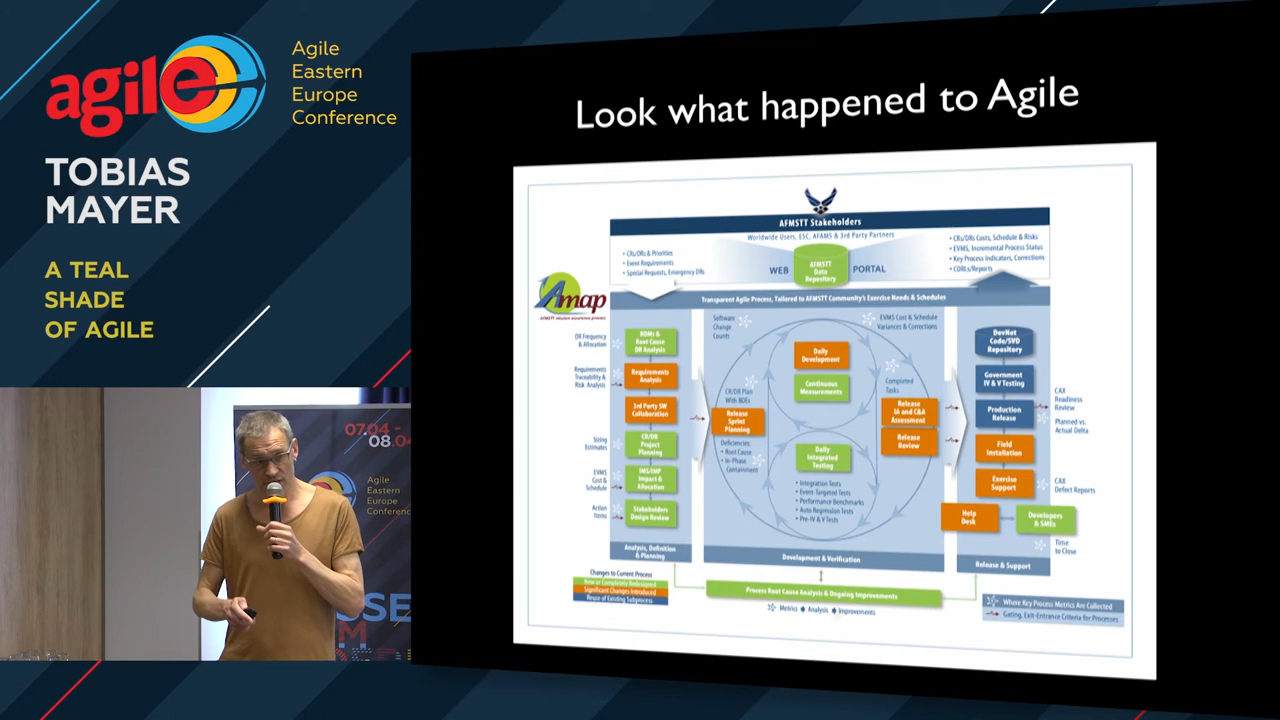 agile
Agile
Eastern
Europe
Conference
TOBIAS
MAYER
A TEAL
SHADE
OF AGILE
07.04 -
08.04
Agile
Eastern
Europe
Conference
Look what happened to Agile
AFMSTT Stakeholders
Worldwide Users, ESC, AFAMS & 3rd Party Partners
• CRs/DRs & Priorities
• Event Requirements
• Special Requests, Emergency DRs
WEB
AFMSTT
Data
Repository
PORTAL
• CRs/DRs Costs, Schedule & Risks
• EVMS, Incremental Process Status
• Key Process Indicators, Corrections
• CDRLs/Reports
Amap
AFMSTT mission assurance process
Transparent Agile Process, Tailored to AFMSTT Community's Exercise Needs & Schedules
DR Frequency
& Allocation
Requirements
Traceability &
Risk Analysis
Sizing
Estimates
EVMS
Cost &
Schedule
Action
Items
ROMs &
Root Cause
DR Analysis
Requirements
Analysis
3rd Party SW
Collaboration
CR/DR
Project
Planning
IMS/IMP
Impact &
Allocation
Stakeholders
Design Review
Analysis, Definition
& Planning
Software
Change
Counts
EVMS Cost & Schedule
Variances & Corrections
Daily
Development
Continuous
Measurements
CR/DR Plan
With BOEs
Release
Sprint
Planning
Deficiencies:
• Root Cause
• In-Phase
Containment
Completed
Tasks
Release
IA and C&A
Assessment
Release
Review
Daily
Integrated
Testing
• Integration Tests
• Event-Targeted Tests
• Performance Benchmarks
• Auto Regression Tests
• Pre-IV & V Tests
Development & Verification
DevNet
Code/SVD
Repository
Government
IV & V Testing
Production
Release
Field
Installation
Exercise
Support
Help
Desk
Developers
& SMEs
CAX
Readiness
Review
Planned vs.
Actual Delta
CAX
Defect Reports
Time
to Close
Release & Support
Changes to Current Process
New or Completely Redesigned
Significant Changes Introduced
Reuse of Existing Subprocess
Process Root Cause Analysis & Ongoing Improvements
Metrics Analysis Improvements
Where Key Process Metrics Are Collected
Gating, Exit-Entrance Criteria for Processes